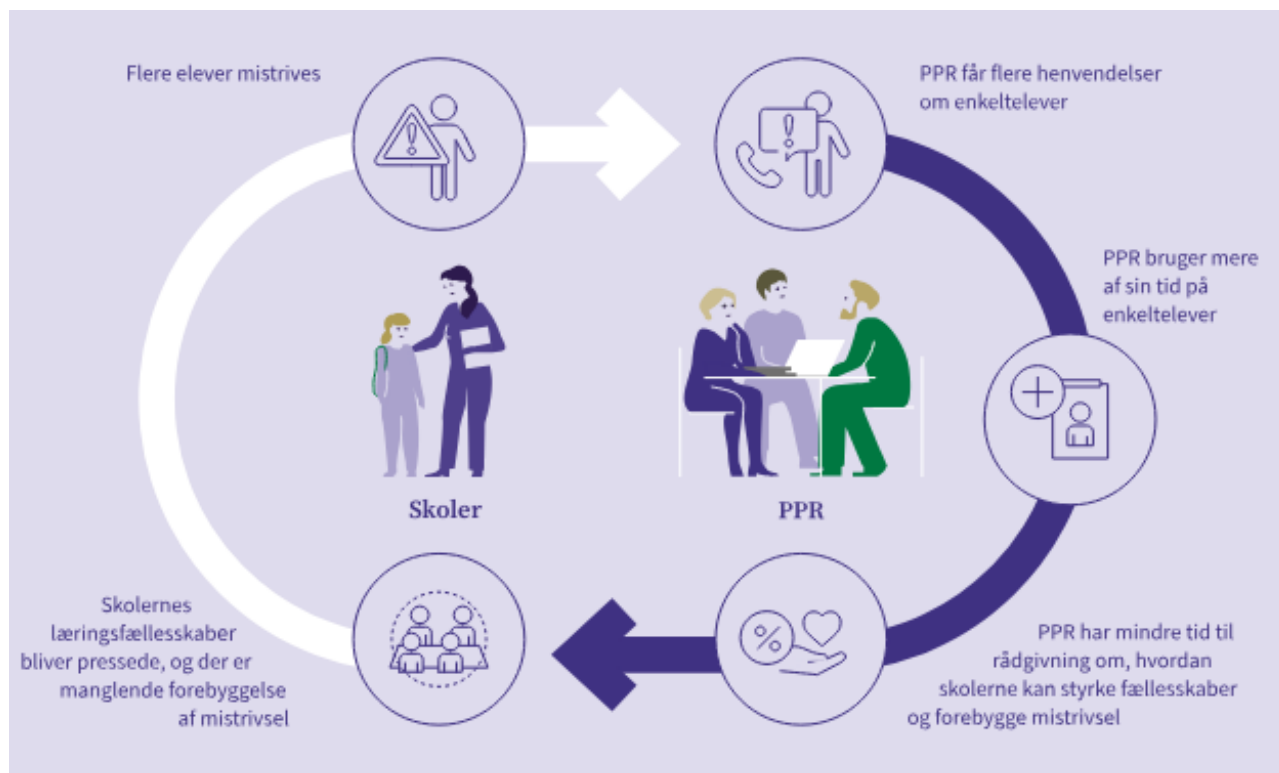 Flere elever mistrives
PPR får flere henvendelser
om enkeltelever
PPR bruger mere
af sin tid på
enkeltelever
Skoler
PPR
PPR har mindre tid til
rådgivning om, hvordan
skolerne kan styrke fællesskaber
og forebygge mistrivsel
Skolernes
læringsfællesskaber
bliver pressede, og der er
manglende forebyggelse
af mistrivsel